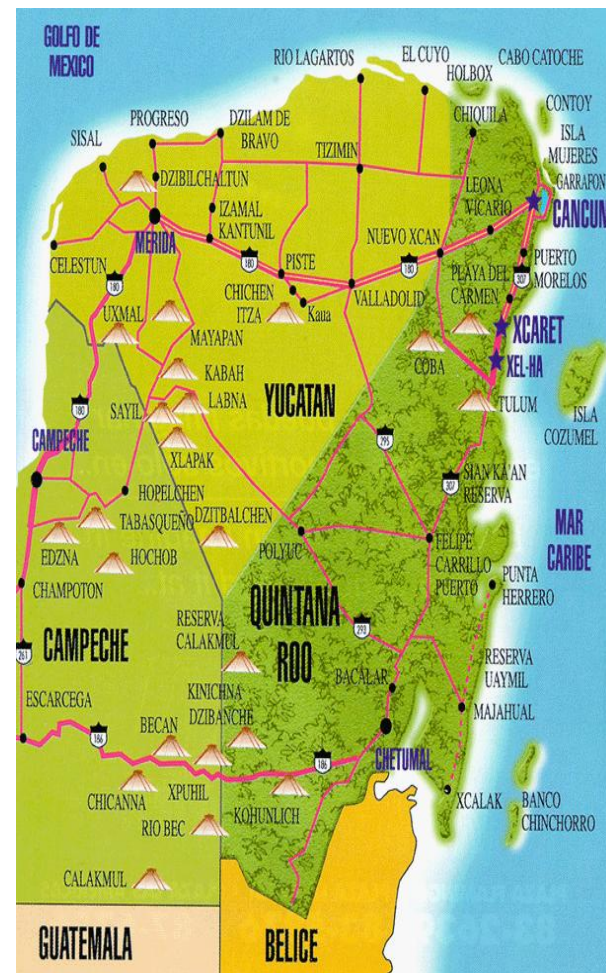 GOLFO DE
MEXICO
RIO LAGARTOS
EL CUYO
HOLBOX
CABO CATOCHE
CONTOY
ISLA
MUJERES
GARRAFON
CANCUN
SISAL
PROGRESO
DZILAM DE
BRAVO
TIZIMIN
CHIQUILA
LEONA
VICARIO
DZIBILCHALTUN
IZAMAL
KANTUNIL
MERIDA
NUEVO XCAN
CELESTUN
180
180
180
PISTE
CHICHEN
ITZA
Kaua
VALLADOLID
PLAYA DEL
CARMEN
307
PUERTO
MORELOS
UXMAL
MAYAPAN
XCARET
COBA
XEL-HA
KABAH
LABNA
YUCATAN
TULUM
ISLA
COZUMEL
180
SAYIL
CAMPECHE
XLAPAK
295
HOPELCHEN
307
SIAN KA'AN
RESERVA
TABASQUEÑO
DZITBALCHEN
EDZNA
HOCHOB
POLYUC
FELIPE
CARRILLO
PUERTO
MAR
CARIBE
CHAMPOTON
PUNTA
HERRERO
QUINTANA
ROO
RESERVA
CALAKMUL
293
261
CAMPECHE
RESERVA
UAYMIL
KINICHNA
DZIBANCHE
BACALAR
ESCARCEGA
MAJAHUAL
186
BECAN
CHETUMAL
186
CHICANNA
XPUHIL
KOHUNLICH
XCALAK
BANCO
CHINCHORRO
RIO BEC
CALAKMUL
GUATEMALA
BELICE